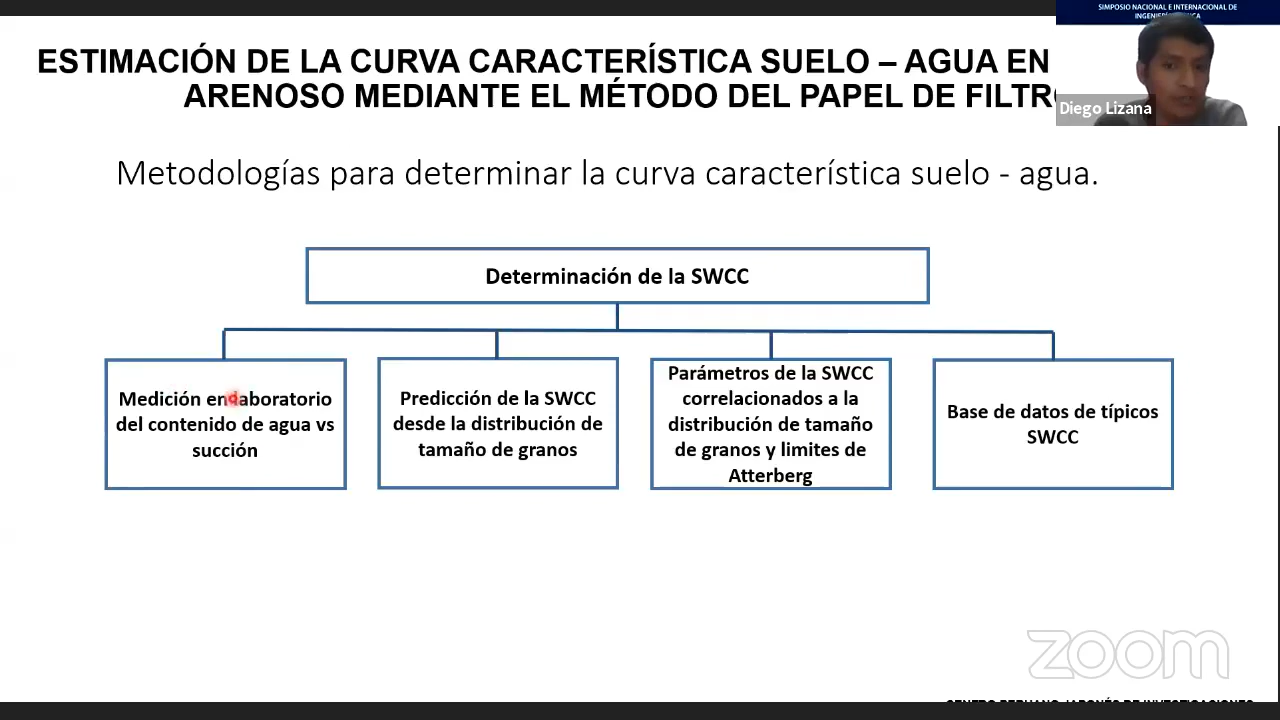 SIMPOSIO NACIONAL E INTERNACIONAL DE
ESTIMACIÓN DE LA CURVA CARACTERÍSTICA SUELO – AGUA EN
ARENOSO MEDIANTE EL MÉTODO DEL PAPEL DE FILTRO
Diego Lizana
Metodologías para determinar la curva característica suelo - agua.
Determinación de la SWCC
Medición en laboratorio
del contenido de agua vs
succión
Predicción de la SWCC
desde la distribución de
tamaño de granos
Parámetros de la SWCC
correlacionados a la
distribución de tamaño
de granos y limites de
Atterberg
Base de datos de típicos
SWCC
zoom
CENTRO PERUANO JAPONÉS DE INVESTIGACIONES